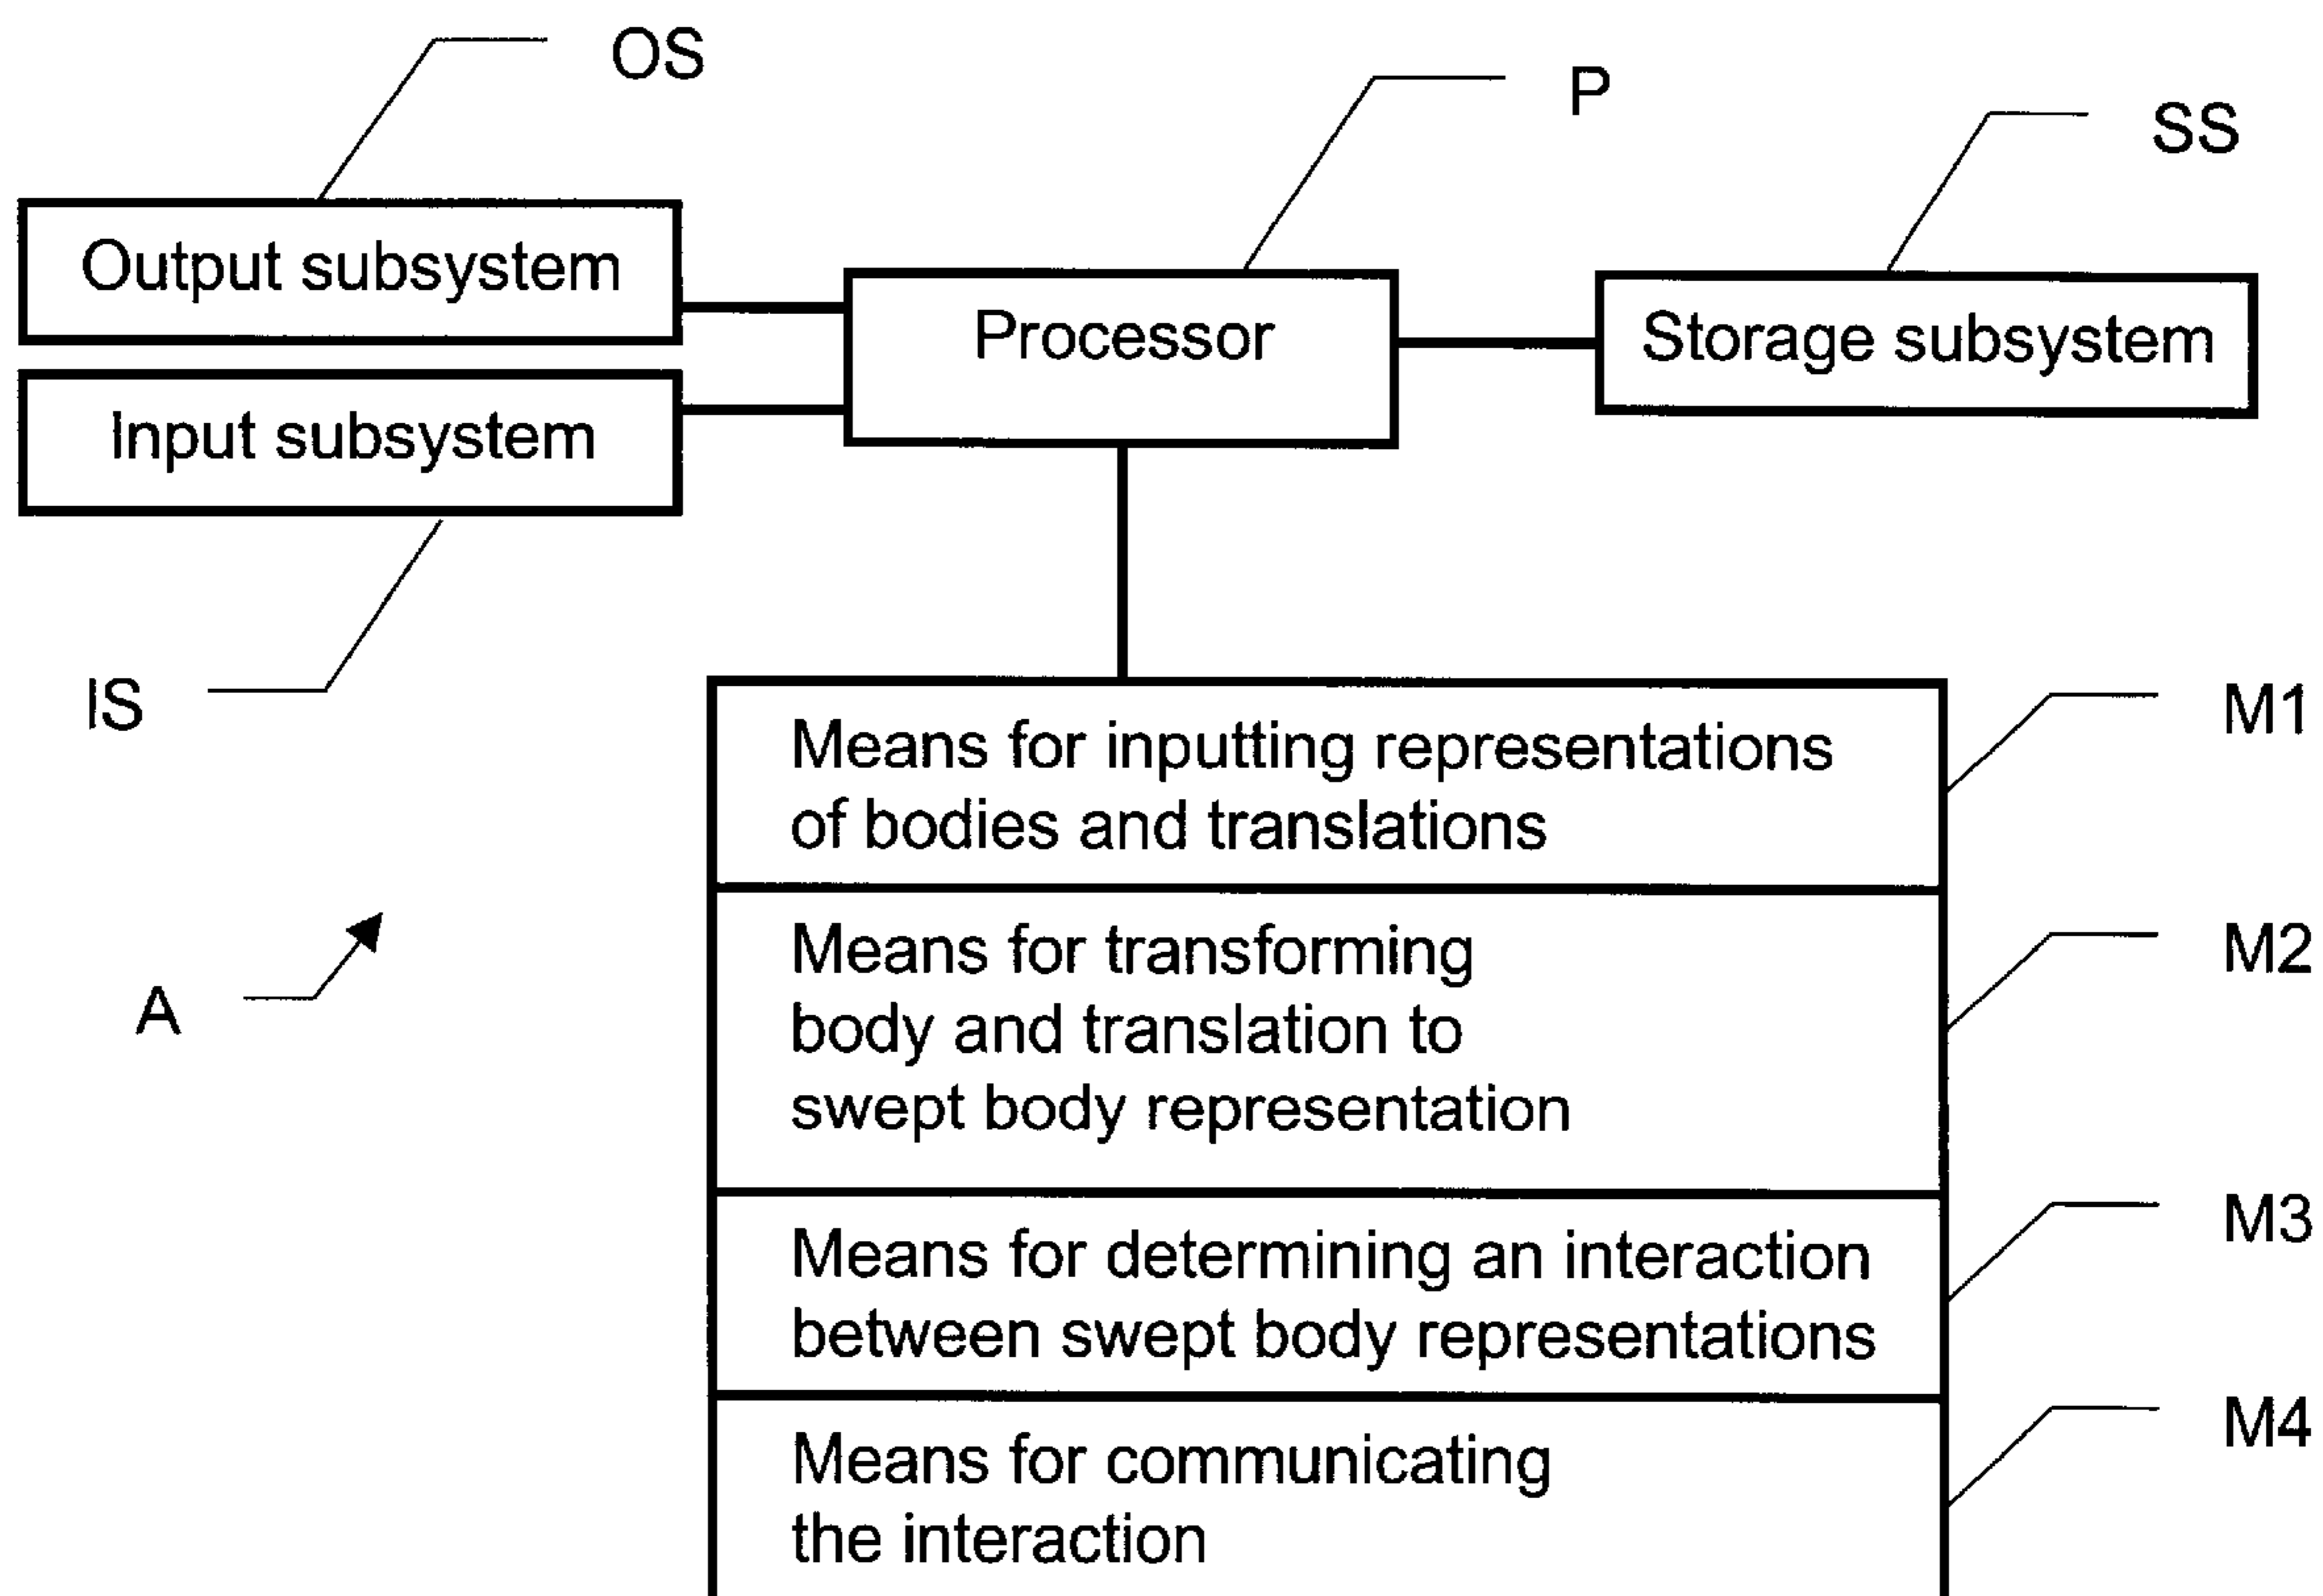 OS
P
SS
Output subsystem
Processor
Storage subsystem
Input subsystem
IS
M1
Means for inputting representations
of bodies and translations
A
M2
Means for transforming
body and translation to
swept body representation
M3
Means for determining an interaction
between swept body representations
M4
Means for communicating
the interaction